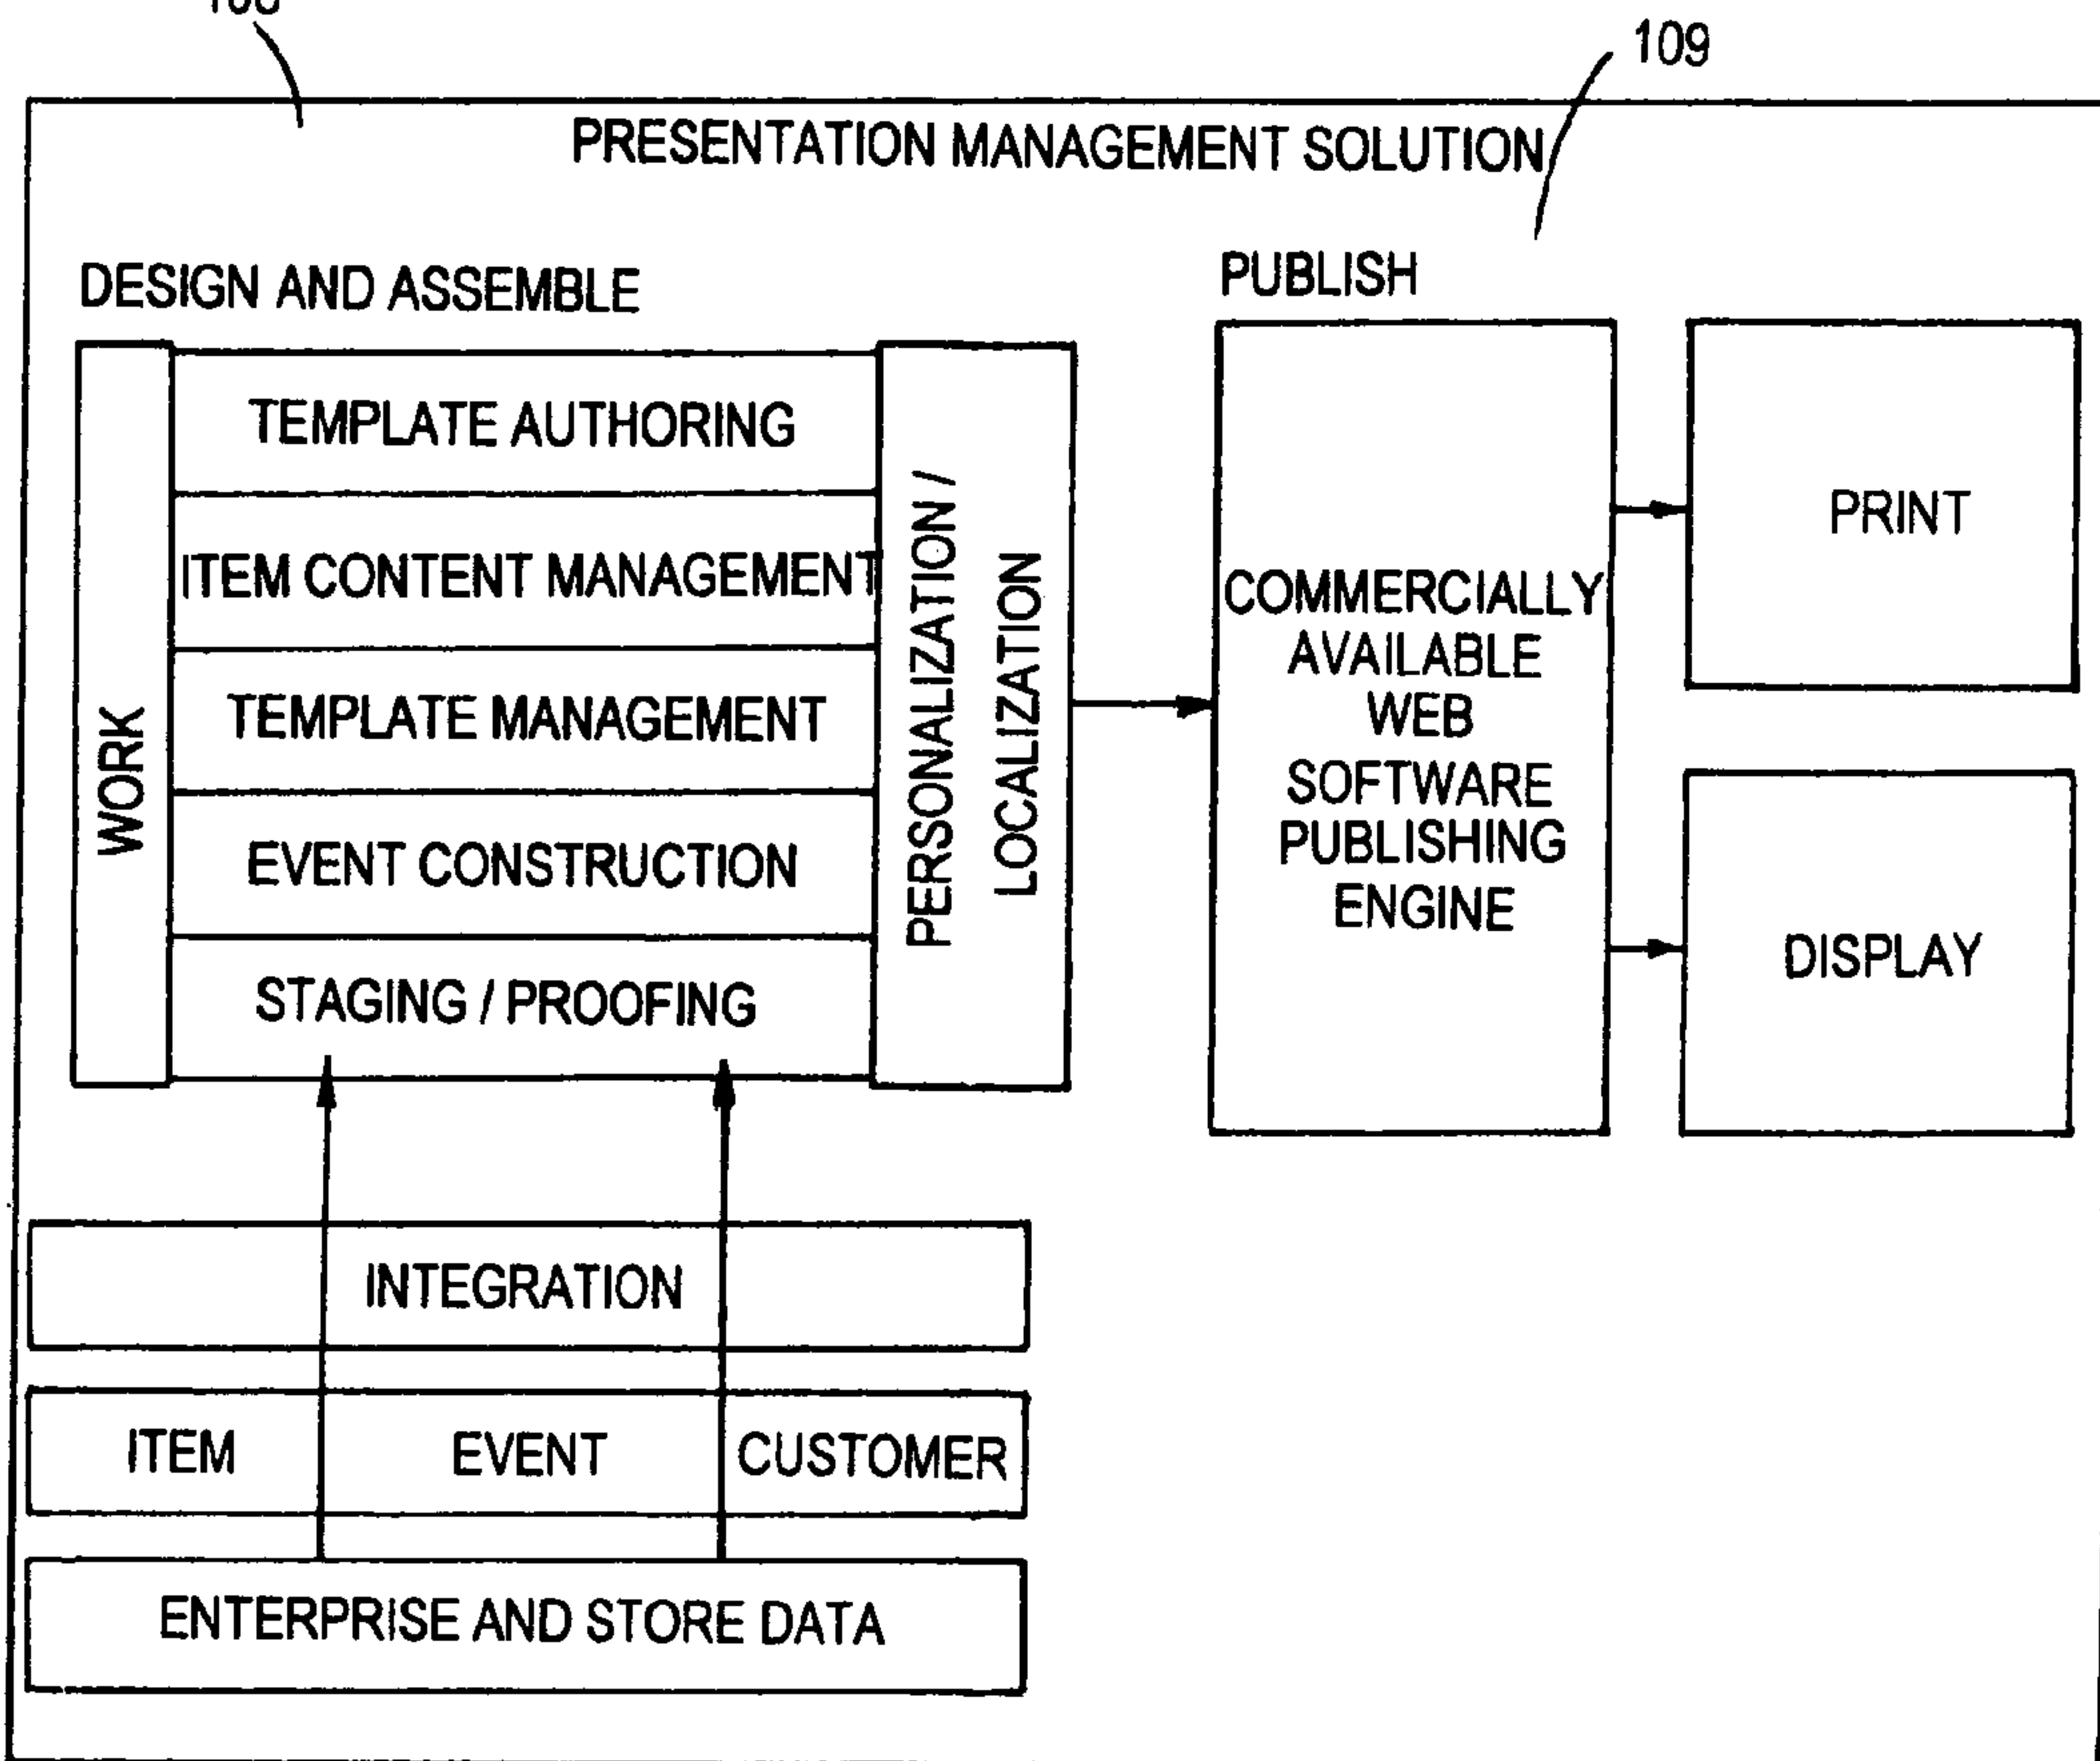 109
PRESENTATION MANAGEMENT SOLUTION
DESIGN AND ASSEMBLE
WORK
TEMPLATE AUTHORING
ITEM CONTENT MANAGEMENT
TEMPLATE MANAGEMENT
EVENT CONSTRUCTION
STAGING / PROOFING
PERSONALIZATION /
LOCALIZATION
PUBLISH
COMMERCIALLY
AVAILABLE
WEB
SOFTWARE
PUBLISHING
ENGINE
PRINT
DISPLAY
INTEGRATION
ITEM
EVENT
CUSTOMER
ENTERPRISE AND STORE DATA